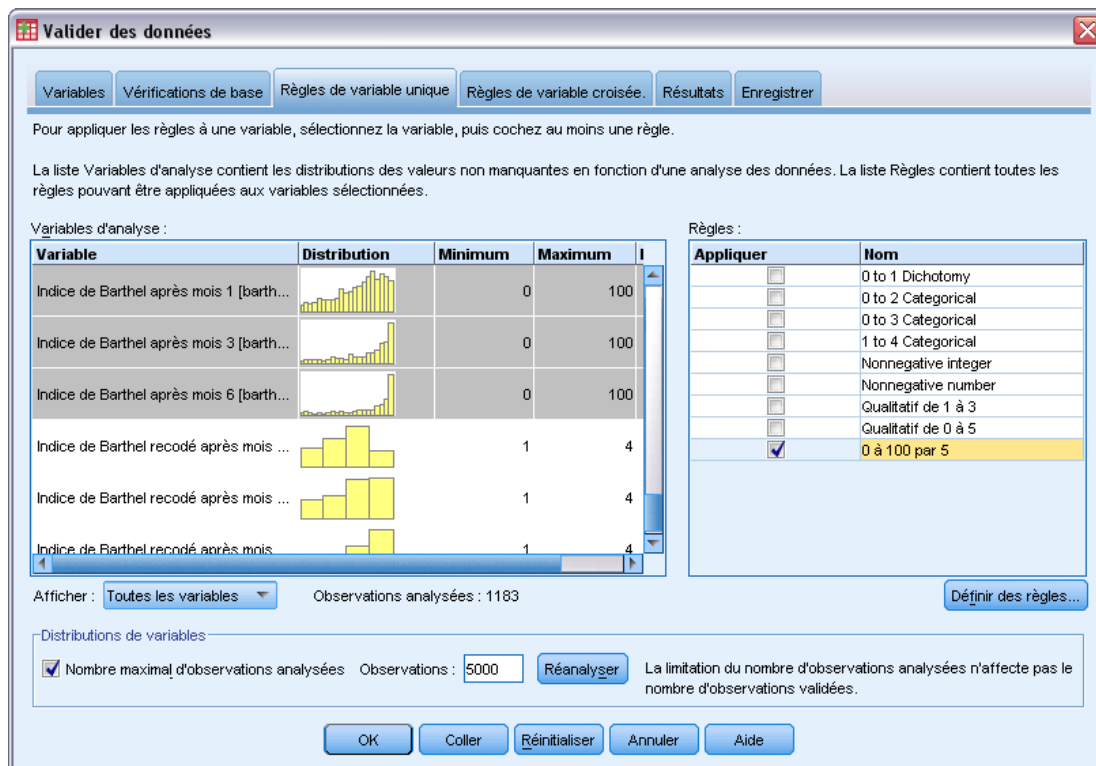 Valider des données
Variables
Vérifications de base
Règles de variable unique
Règles de variable croisée.
Résultats
Enregistrer
Pour appliquer les règles à une variable, sélectionnez la variable, puis cochez au moins une règle.
La liste Variables d'analyse contient les distributions des valeurs non manquantes en fonction d'une analyse des données. La liste Règles contient toutes les
règles pouvant être appliquées aux variables sélectionnées.
Variables d'analyse :
Variable Distribution Minimum Maximum
Indice de Barthel après mois 1 [barth... 0 100
Indice de Barthel après mois 3 [barth... 0 100
Indice de Barthel après mois 6 [barth... 0 100
Indice de Barthel recodé après mois ... 1 4
Indice de Barthel recodé après mois ... 1 4
Indice de Barthel recodé après mois 1 4
Règles :
Appliquer Nom
0 to 1 Dichotomy
0 to 2 Categorical
0 to 3 Categorical
1 to 4 Categorical
Nonnegative integer
Nonnegative number
Qualitatif de 1 à 3
Qualitatif de 0 à 5
0 à 100 par 5
Afficher : Toutes les variables Observations analysées : 1183
Définir des règles...
Distributions de variables
Nombre maximal d'observations analysées Observations : 5000 Réanalyser
La limitation du nombre d'observations analysées n'affecte pas le
nombre d'observations validées.
OK Coller Réinitialiser Annuler Aide